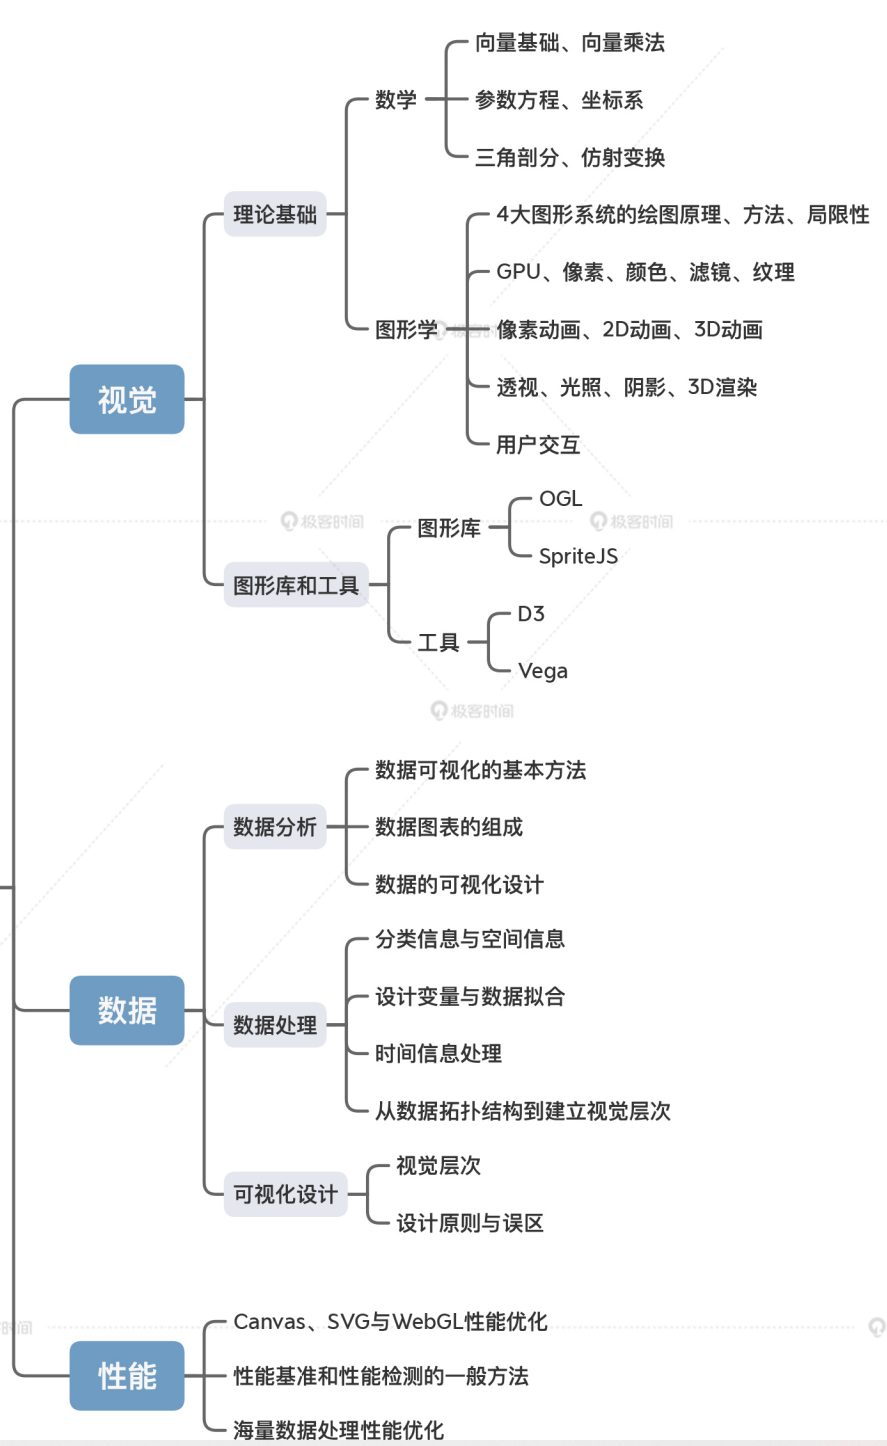 向量基础、向量乘法
数学
参数方程、坐标系
三角剖分、仿射变换
理论基础
4大图形系统的绘图原理、方法、局限性
GPU、像素、颜色、滤镜、纹理
图形学
极客时间
像素动画、2D动画、3D动画
视觉
透视、光照、阴影、3D渲染
用户交互
OGL
极客时间
极客时间
图形库
SpriteJS
图形库和工具
D3
工具
Vega
极客时间
数据可视化的基本方法
数据分析
数据图表的组成
数据的可视化设计
分类信息与空间信息
设计变量与数据拟合
数据
数据处理
时间信息处理
从数据拓扑结构到建立视觉层次
视觉层次
可视化设计
设计原则与误区
Canvas、SVG与WebGL性能优化
时间
性能
性能基准和性能检测的一般方法
海量数据处理性能优化